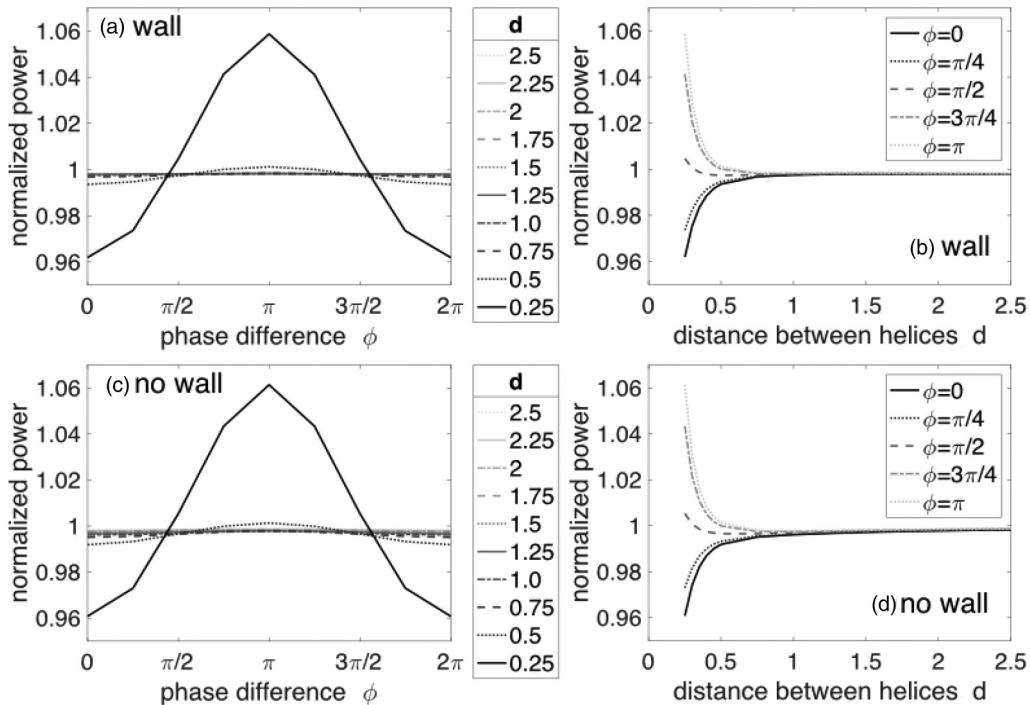 (a) wall
normalized power
1.06
1.04
1.02
1
0.98
0.96
0
π/2
π
3π/2
2π
phase difference ϕ
d
2.5
2.25
2
1.75
1.5
1.25
1.0
0.75
0.5
0.25
normalized power
1.06
1.04
1.02
1
0.98
0.96
ϕ=0
ϕ=π/4
ϕ=π/2
ϕ=3π/4
ϕ=π
(b) wall
0
0.5
1
1.5
2
2.5
distance between helices d
(c) no wall
normalized power
1.06
1.04
1.02
1
0.98
0.96
0
π/2
π
3π/2
2π
phase difference ϕ
d
2.5
2.25
2
1.75
1.5
1.25
1.0
0.75
0.5
0.25
normalized power
1.06
1.04
1.02
1
0.98
0.96
ϕ=0
ϕ=π/4
ϕ=π/2
ϕ=3π/4
ϕ=π
(d) no wall
0
0.5
1
1.5
2
2.5
distance between helices d